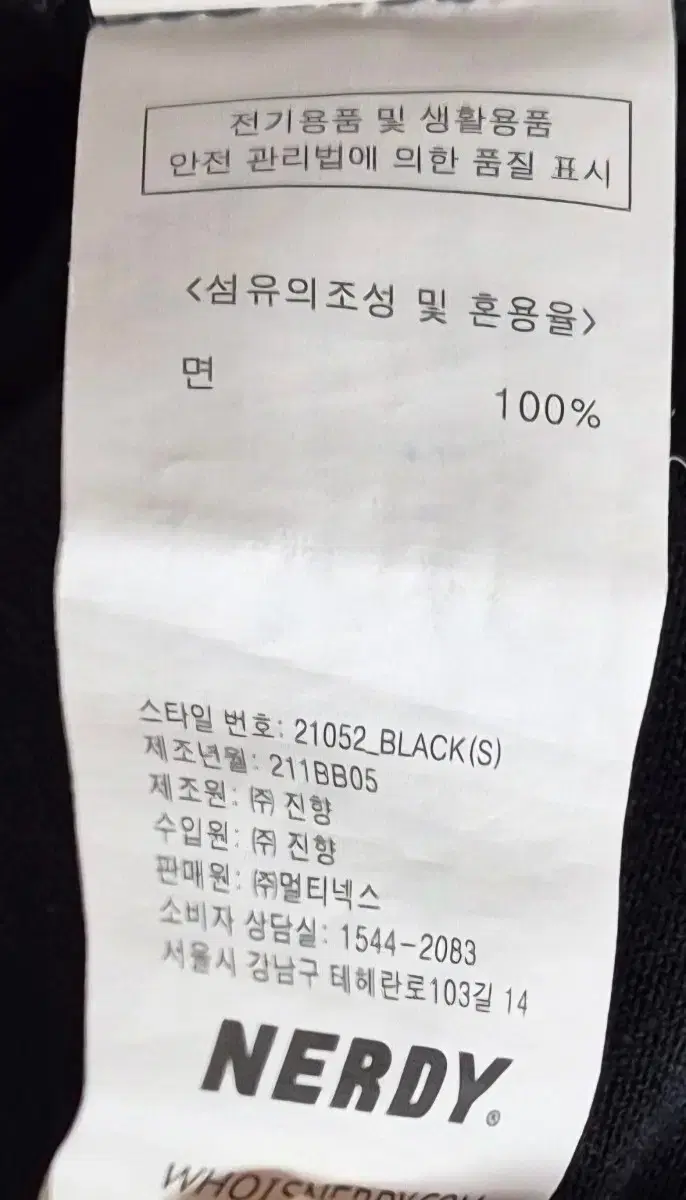 전기용품 및 생활용품
안전 관리법에 의한 품질 표시
<섬유의조성 및 혼용율>
면 100%
스타일 번호: 21052_BLACK(S)
제조년월: 211BB05
제조원: ㈜ 진향
수입원: ㈜ 진향
판매원: ㈜멀티넥스
소비자 상담실: 1544-2083
서울시 강남구 테헤란로103길 14
NERDY®